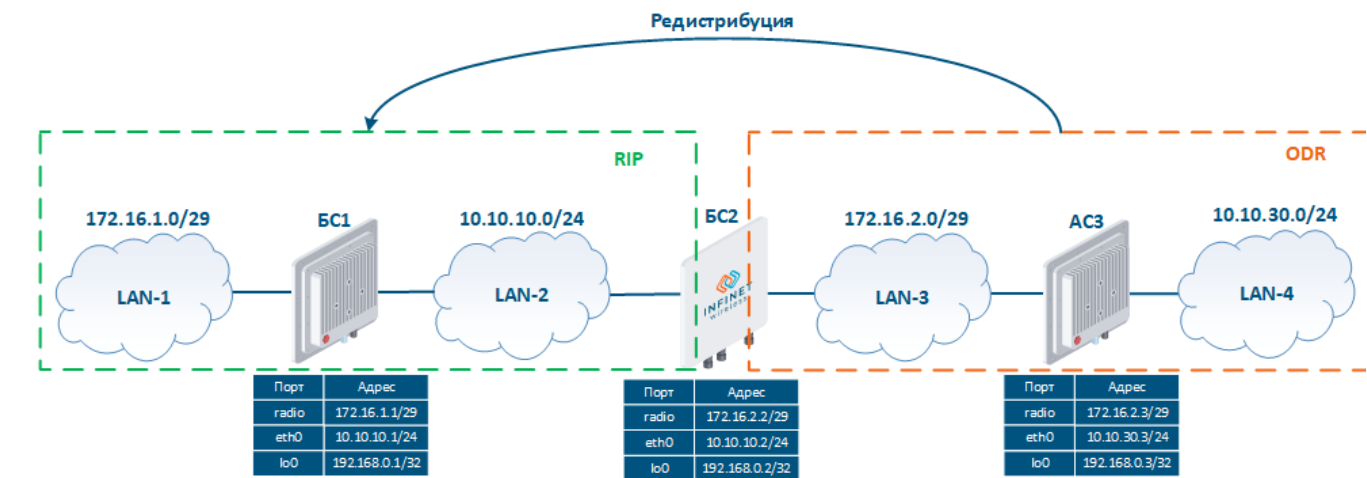 Редистрибуция
RIP
ODR
172.16.1.0/29
БС1
10.10.10.0/24
БС2
172.16.2.0/29
АС3
10.10.30.0/24
LAN-1
LAN-2
INFINET
wireless
LAN-3
LAN-4
Порт Адрес
radio 172.16.1.1/29
eth0 10.10.10.1/24
lo0 192.168.0.1/32
Порт Адрес
radio 172.16.2.2/29
eth0 10.10.10.2/24
lo0 192.168.0.2/32
Порт Адрес
radio 172.16.2.3/29
eth0 10.10.30.3/24
lo0 192.168.0.3/32